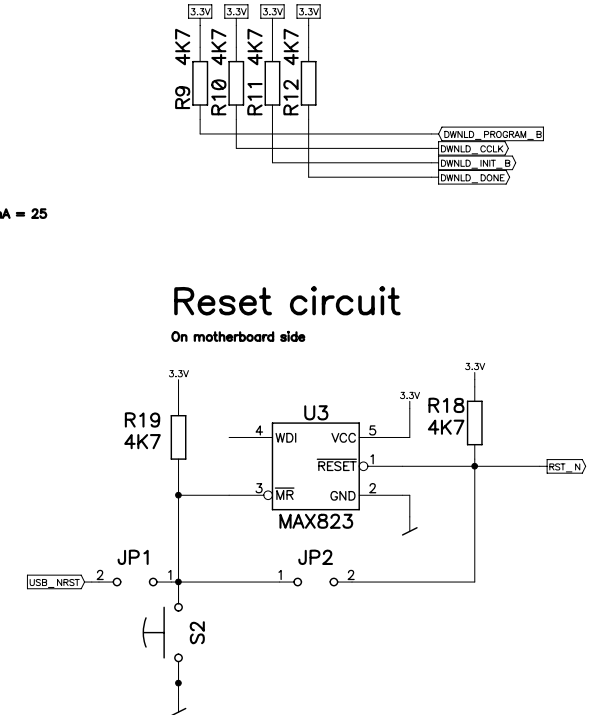 3.3V 3.3V 3.3V 3.3V
R9 4K7 R10 4K7 R11 4K7 R12 4K7
DWNLD_PROGRAM_B
DWNLD_CCLK
DWNLD_INIT_B
DWNLD_DONE
A = 25
Reset circuit
On motherboard side
3.3V
3.3V
3.3V
R19
4K7
U3
R18
4K7
4 WDI VCC 5
RESET 1
RST_N
3 MR GND 2
MAX823
JP1
JP2
USB_NRST 2 1 1 2
S2